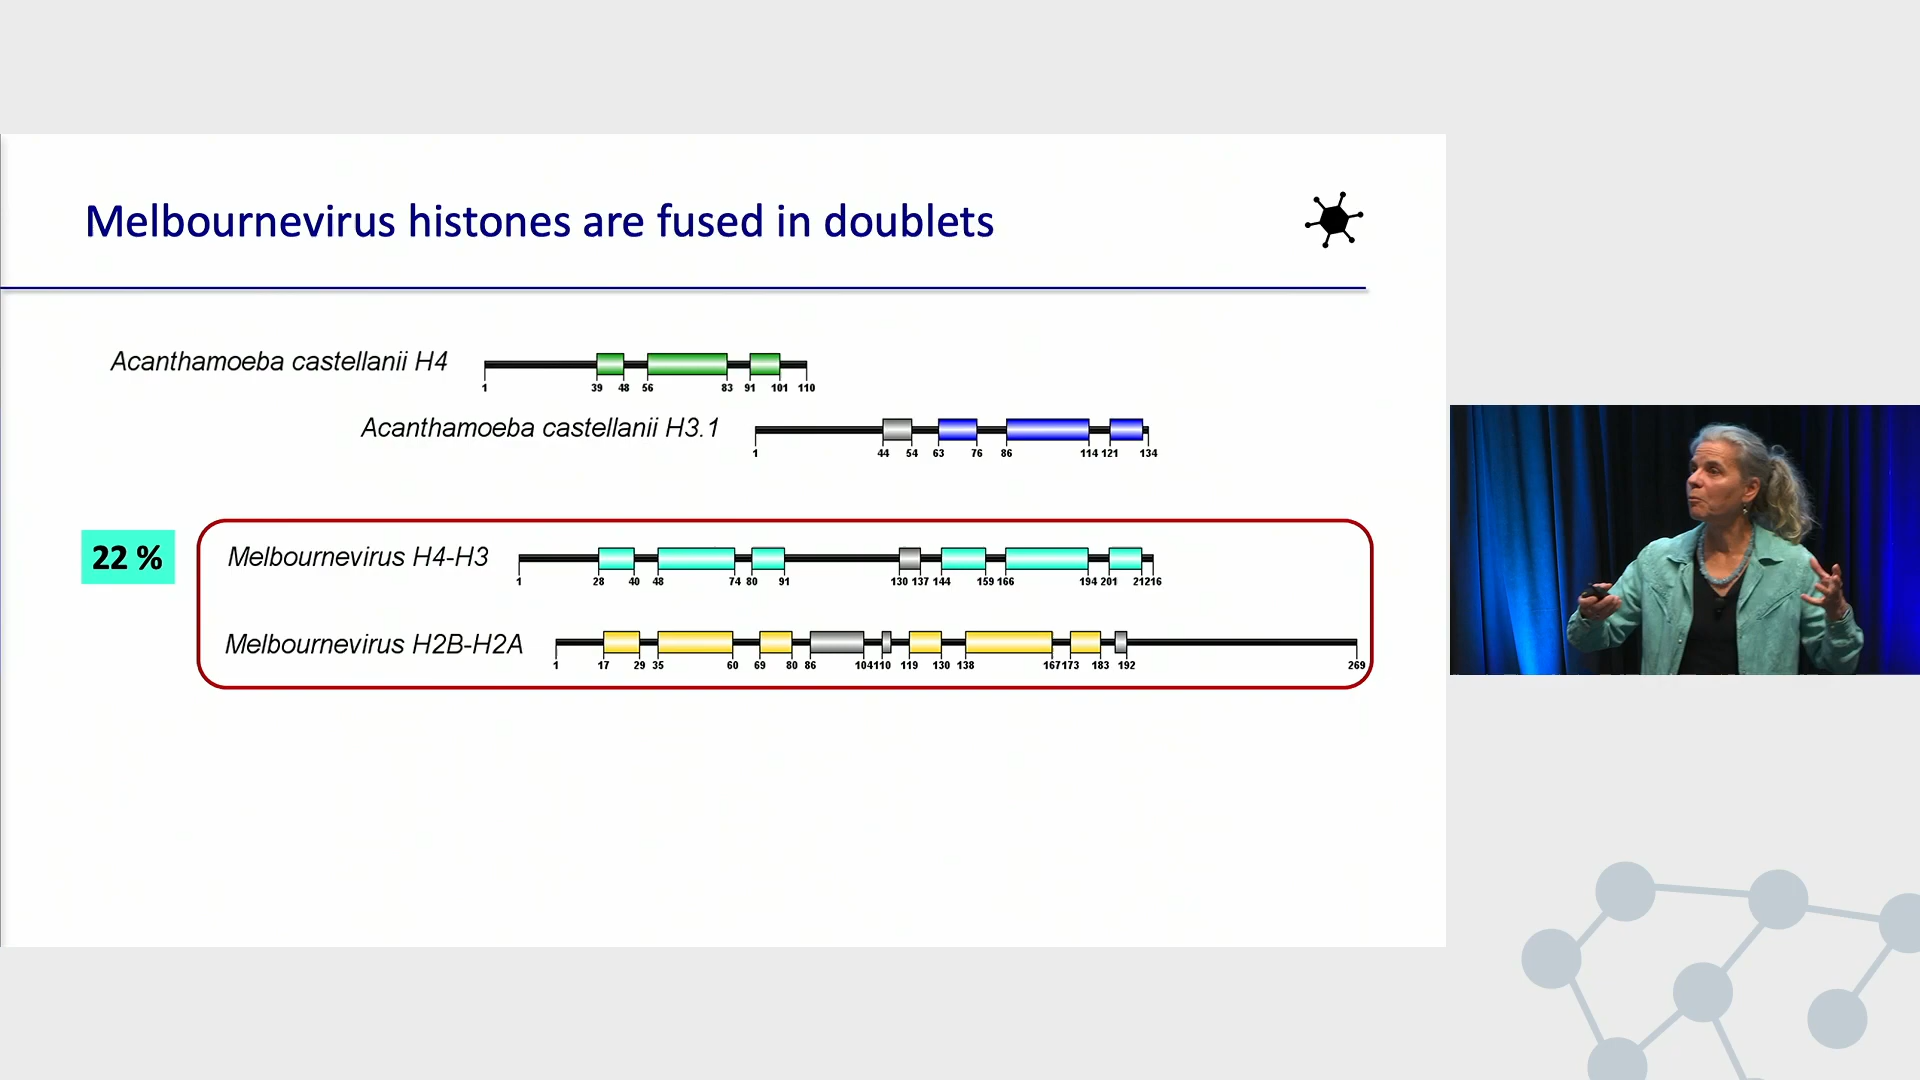 Melbournevirus histones are fused in doublets
Acanthamoeba castellanii H4
1 39 48 56 83 91 101 110
Acanthamoeba castellanii H3.1
1 44 54 63 76 86 114 121 134
22 %
Melbournevirus H4-H3
1 28 40 48 74 80 91 130 137 144 159 166 194 201 212 216
Melbournevirus H2B-H2A
1 17 29 35 60 69 80 86 104 110 119 130 138 167 173 183 192 269